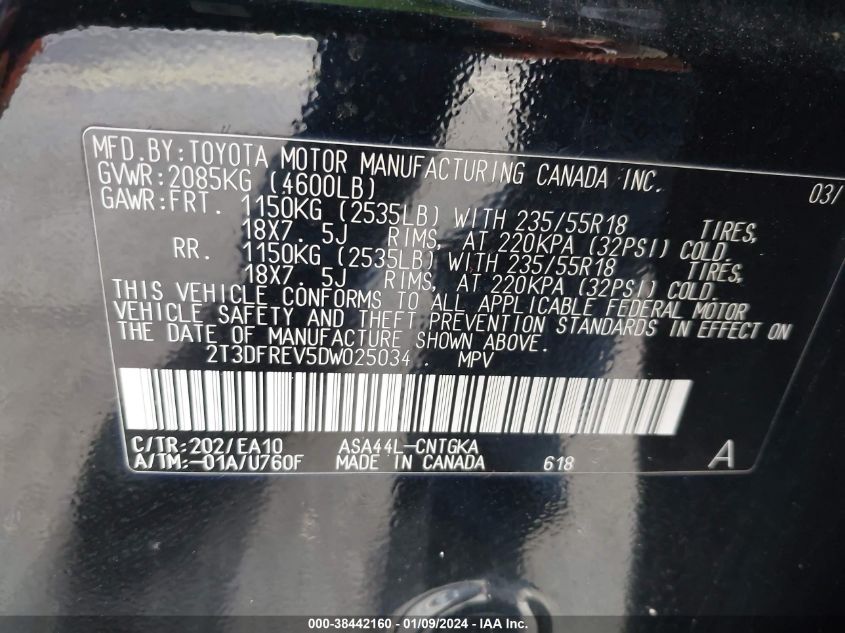 MFD.BY:TOYOTA MOTOR MANUFACTURING CANADA INC. 03/
GVWR:2085KG (4600LB)
GAWR:FRT. 1150KG (2535LB) WITH 235/55R18 TIRES,
18X7. 5J RIMS, AT 220KPA (32PSI) COLD.
RR. 1150KG (2535LB) WITH 235/55R18 TIRES,
18X7. 5J RIMS, AT 220KPA (32PSI) COLD.
THIS VEHICLE CONFORMS TO ALL APPLICABLE FEDERAL MOTOR
VEHICLE SAFETY AND THEFT PREVENTION STANDARDS IN EFFECT ON
THE DATE OF MANUFACTURE SHOWN ABOVE.
2T3DFREV5DW025034 . MPV
C/TR:202/EA10 ASA44L-CNTGKA
A/TM:-01A/U760F MADE IN CANADA 618 A
000-38442160 - 01/09/2024 - IAA Inc.